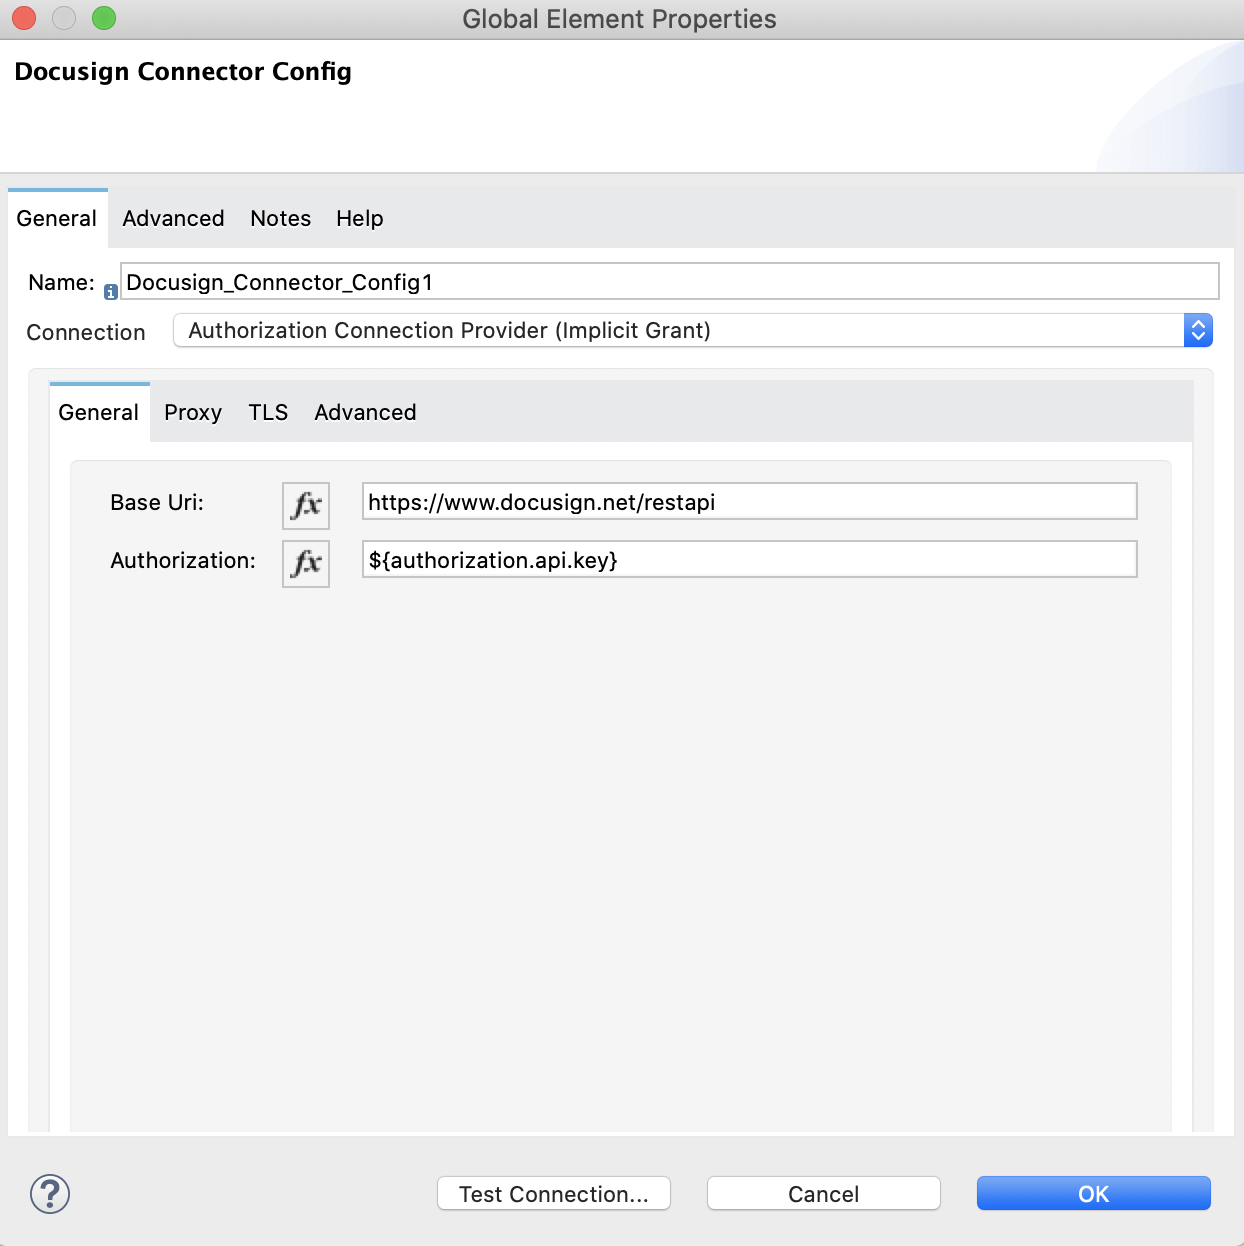 Global Element Properties
Docusign Connector Config
General Advanced Notes Help
Name: Docusign_Connector_Config1
Connection Authorization Connection Provider (Implicit Grant)
General Proxy TLS Advanced
Base Uri: fx https://www.docusign.net/restapi
Authorization: fx ${authorization.api.key}
? Test Connection... Cancel OK